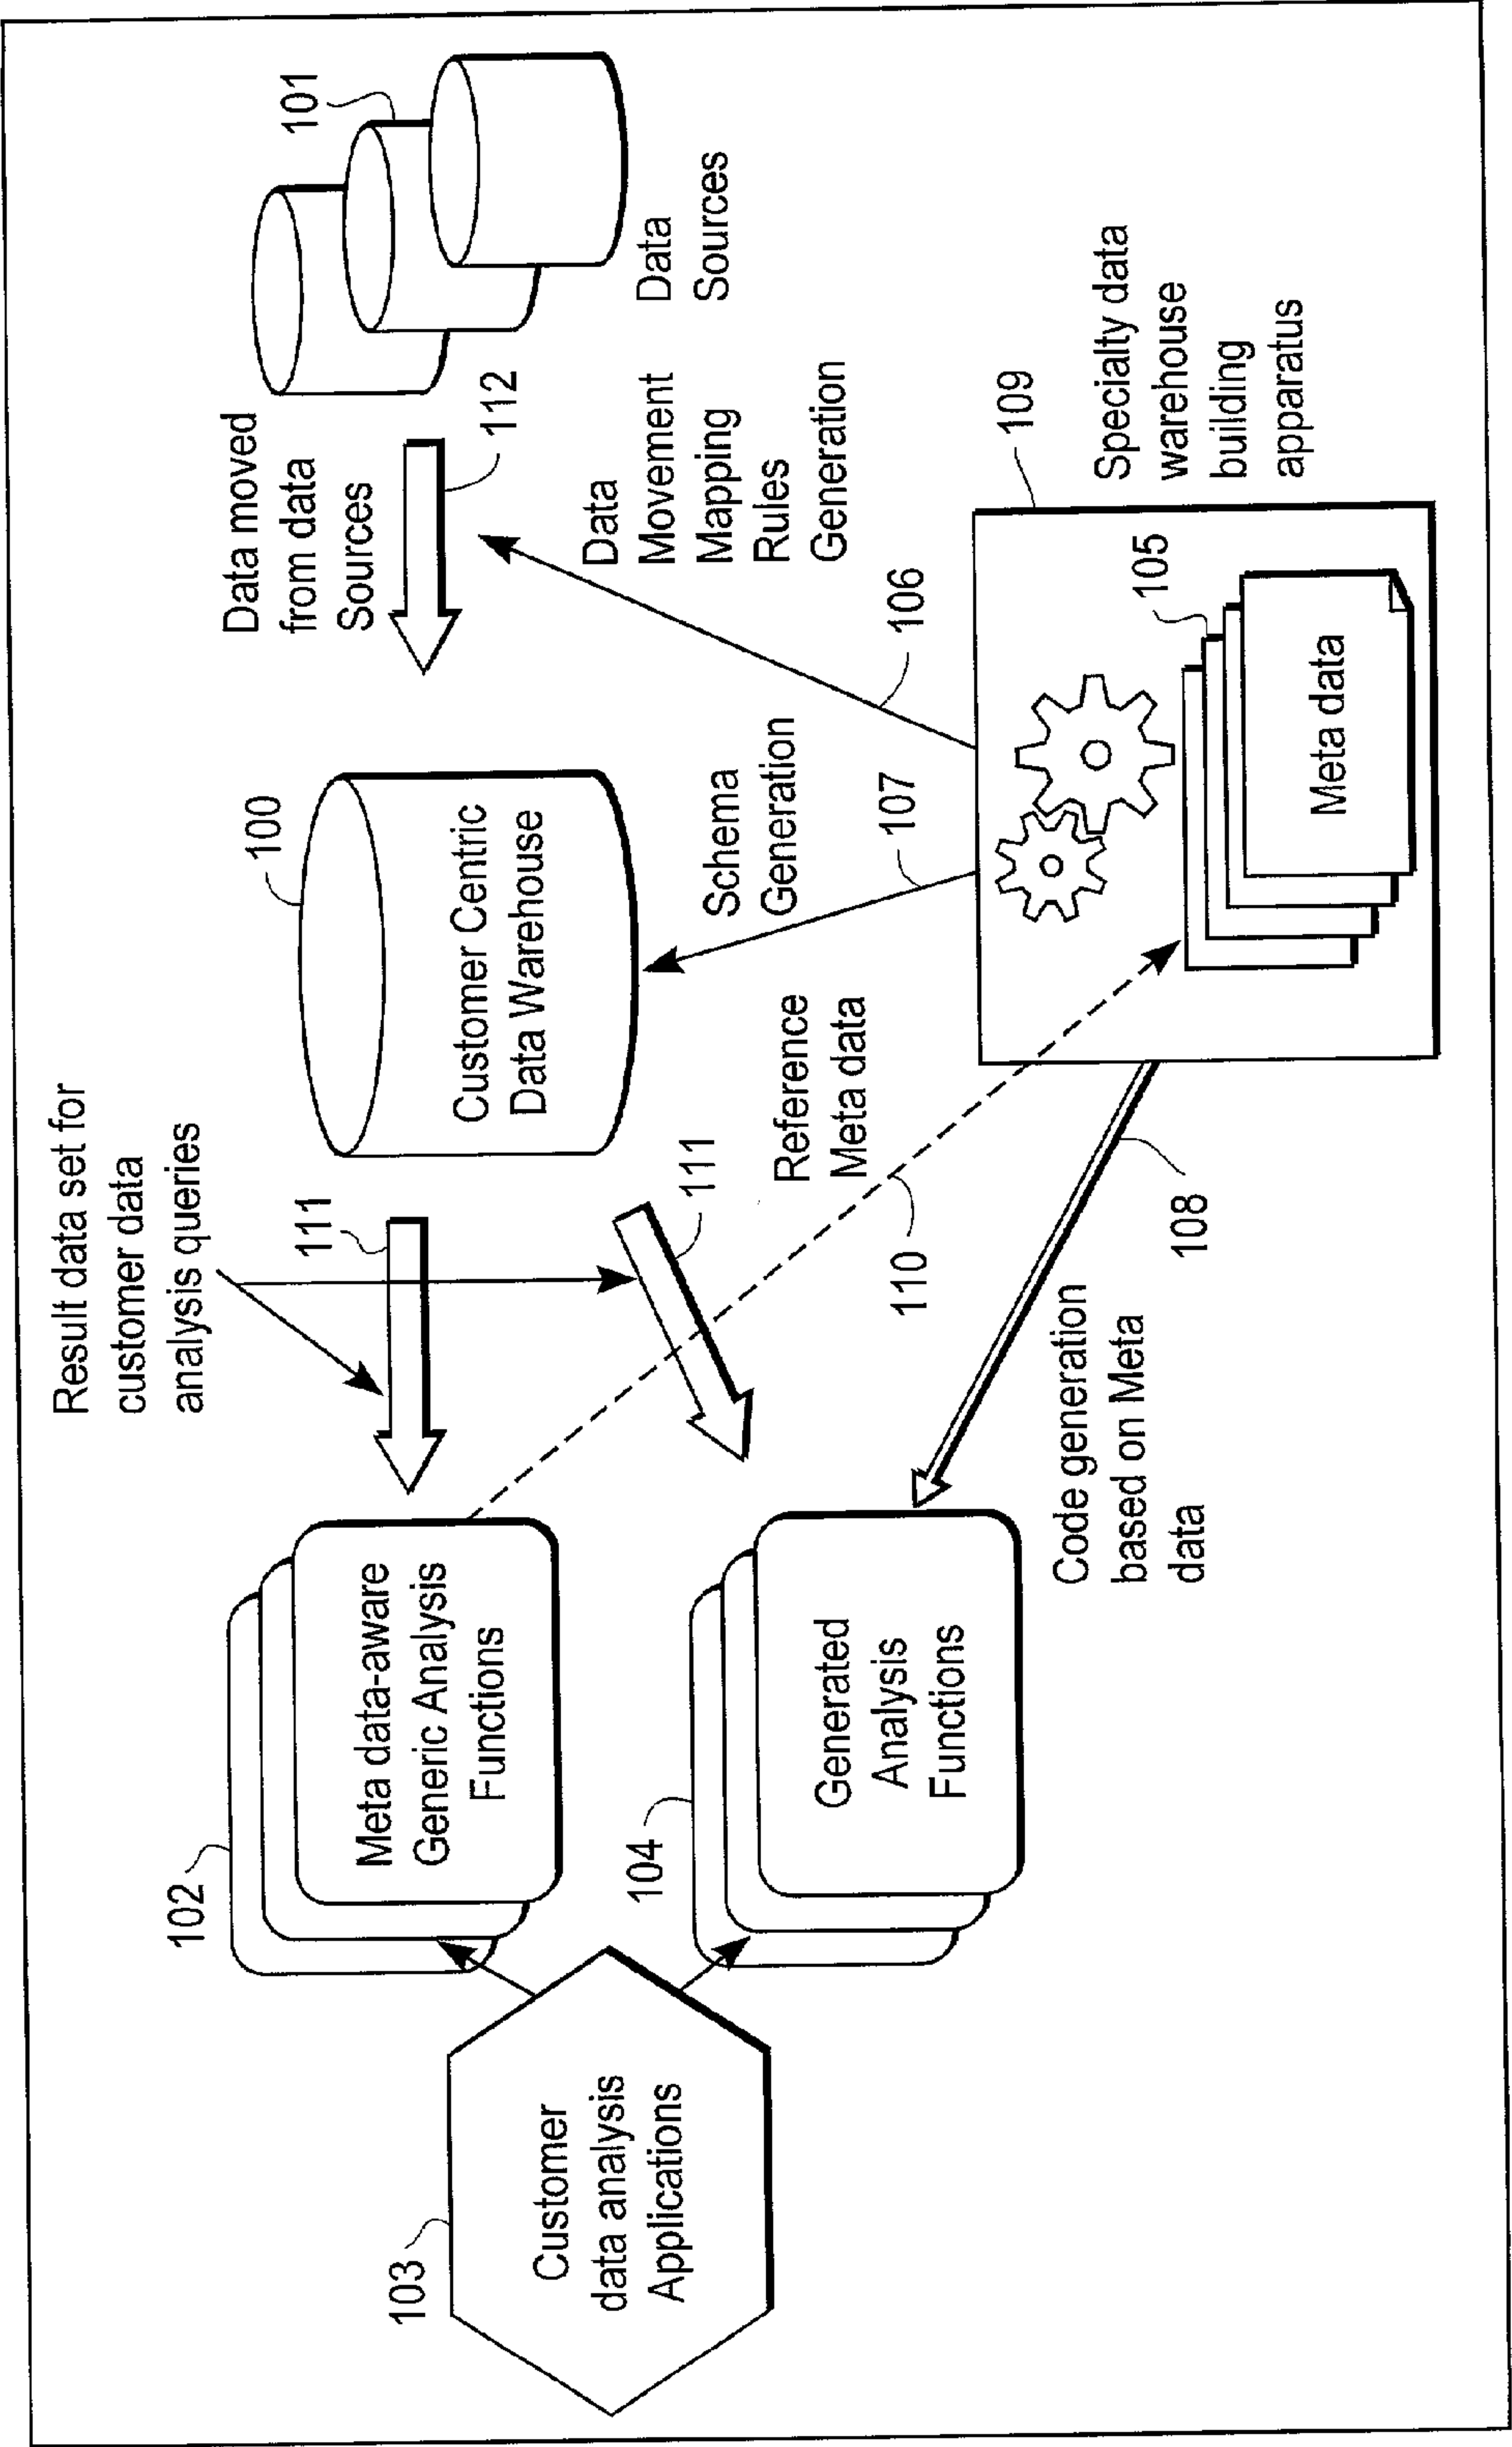 Result data set for
customer data
analysis queries
Data moved
from data
Sources
101
112
Data
Sources
100
Customer Centric
Data Warehouse
111
111
102
Meta data-aware
Generic Analysis
Functions
103
Customer
data analysis
Applications
104
Generated
Analysis
Functions
Reference
Meta data
110
Schema
Generation
107
Data
Movement
Mapping
Rules
Generation
106
109
Specialty data
warehouse
building
apparatus
105
Meta data
108
Code generation
based on Meta
data